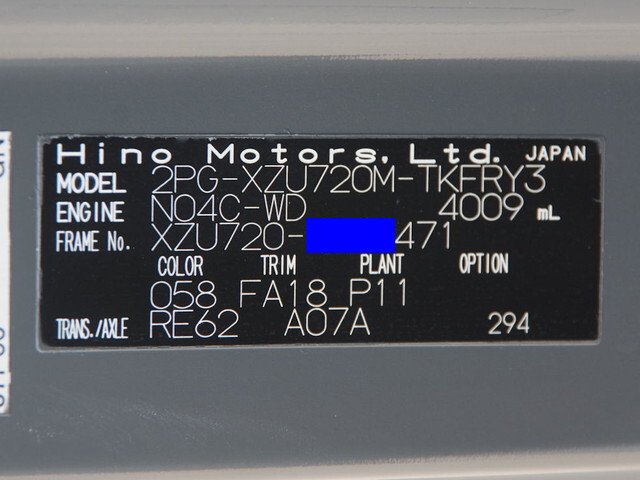 Hino Motors, Ltd. JAPAN
MODEL 2PG-XZU720M-TKFRY3
ENGINE N04C-WD 4009 mL
FRAME No. XZU720- 471
COLOR TRIM PLANT OPTION
058 FA18 P11
TRANS./AXLE RE62 A07A 294